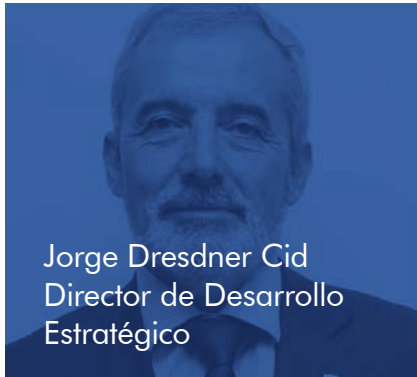 Jorge Dresdner Cid
Director de Desarrollo
Estratégico